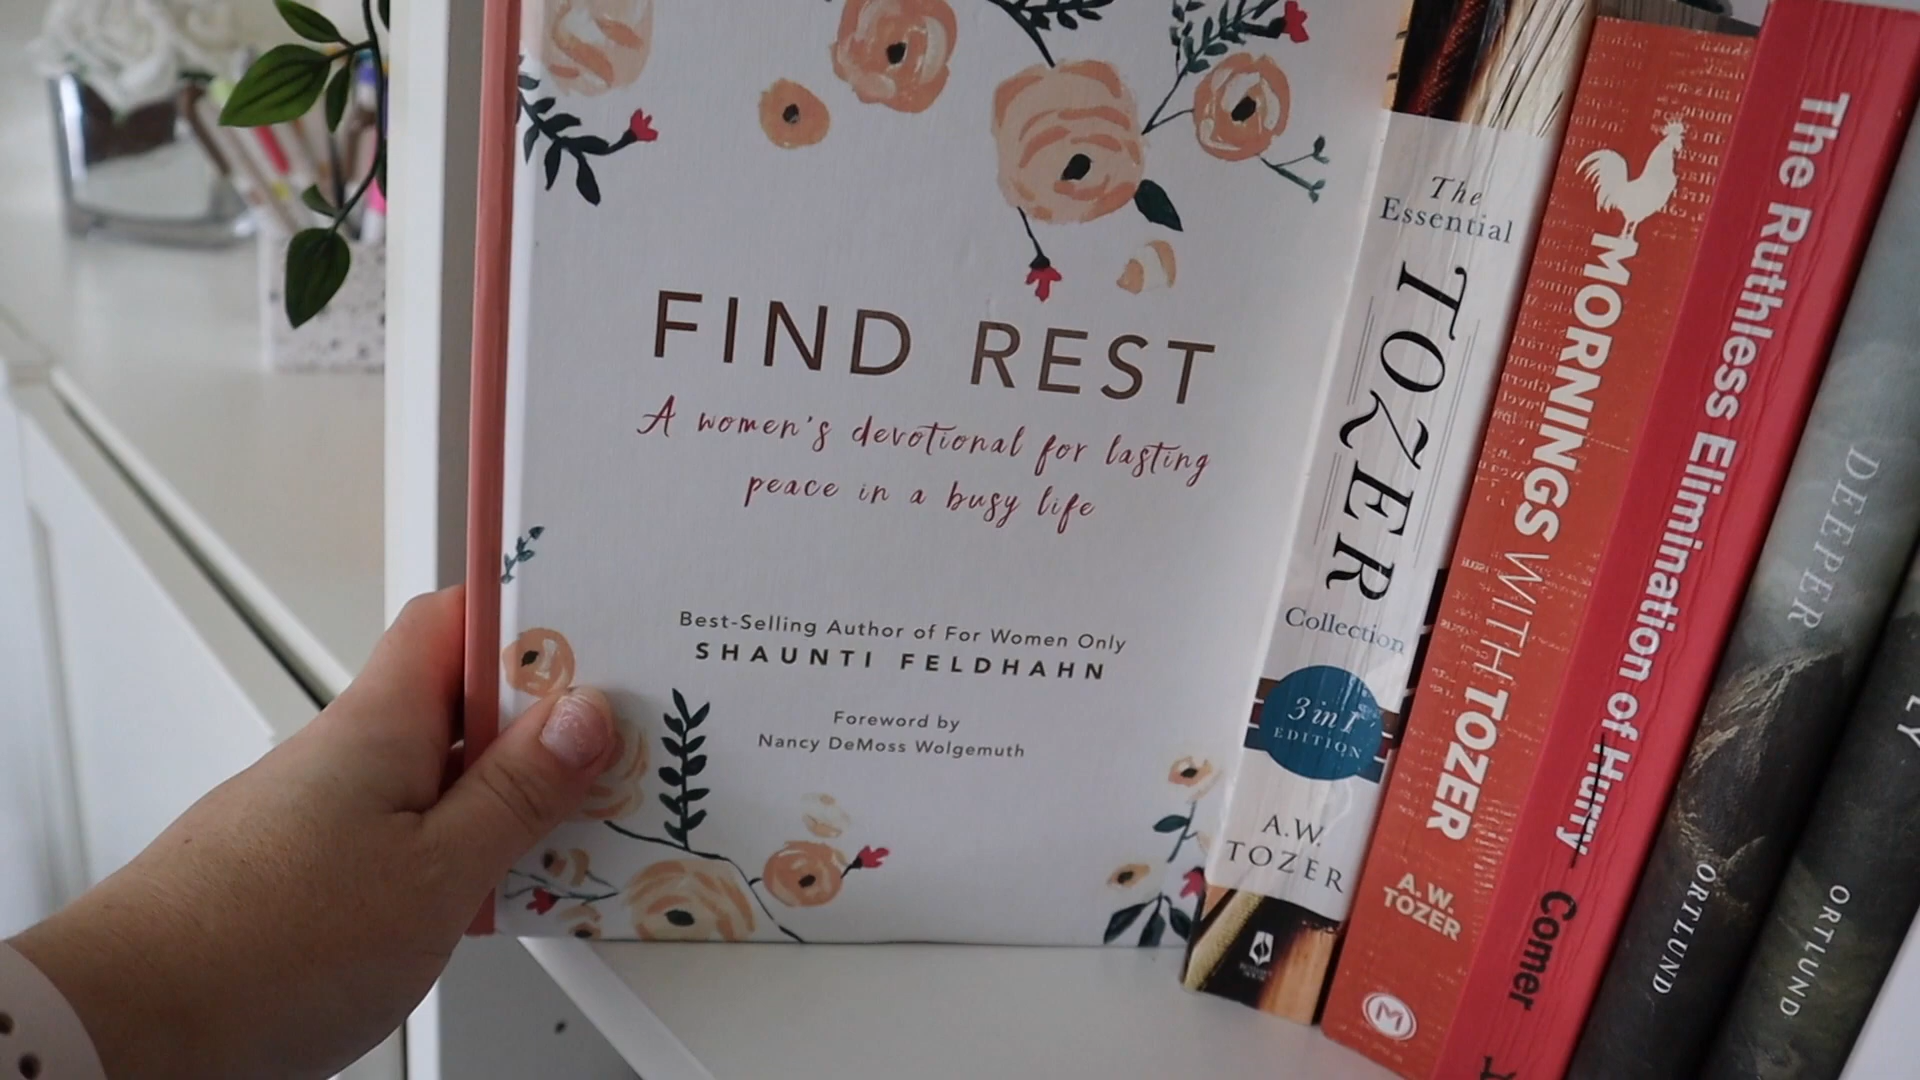 FIND REST
A women's devotional for lasting
peace in a busy life
Best-Selling Author of For Women Only
SHAUNTI FELDHAHN
Foreword by
Nancy DeMoss Wolgemuth
The
Essential
TOZER
Collection
3 in 1
EDITION
A.W.
TOZER
MORNINGS WITH TOZER
A. W.
TOZER
M
The Ruthless Elimination of Hurry Comer
DEEPER
ORTLUND
LY
ORTLUND